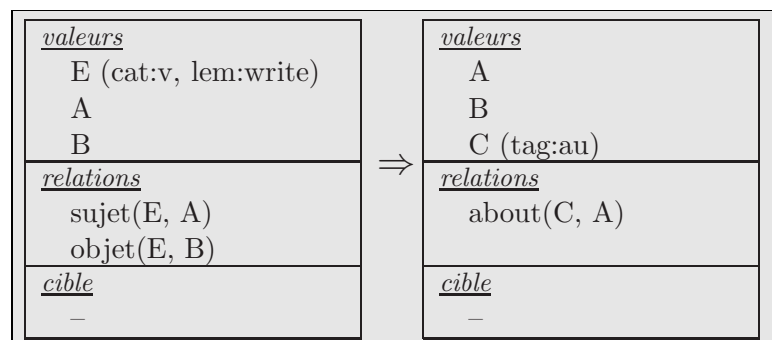 valeurs
E (cat:v, lem:write)
A
B
relations
sujet(E, A)
objet(E, B)
cible
–
⇒
valeurs
A
B
C (tag:au)
relations
about(C, A)
cible
–